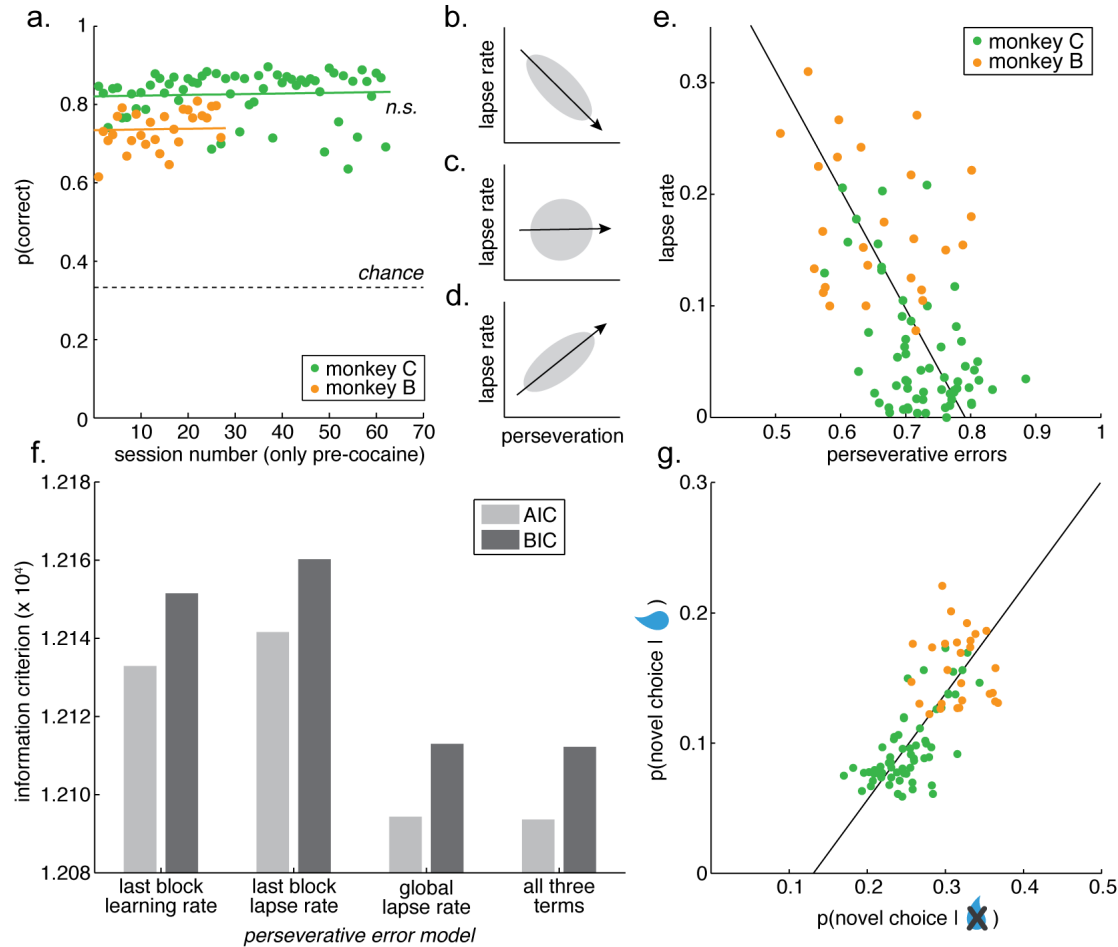 a.
p(correct)
1
0.8
0.6
0.4
0.2
0
n.s.
chance
monkey C
monkey B
0 10 20 30 40 50 60 70
session number (only pre-cocaine)
b.
lapse rate
c.
lapse rate
d.
lapse rate
perseveration
e.
lapse rate
0.3
0.2
0.1
0
monkey C
monkey B
0.5 0.6 0.7 0.8 0.9 1
perseverative errors
f.
information criterion (x 10⁴)
1.218
1.216
1.214
1.212
1.210
1.208
AIC
BIC
last block last block global all three
learning rate lapse rate lapse rate terms
perseverative error model
g.
p(novel choice | )
0.3
0.2
0.1
0
0.1 0.2 0.3 0.4 0.5
p(novel choice | )